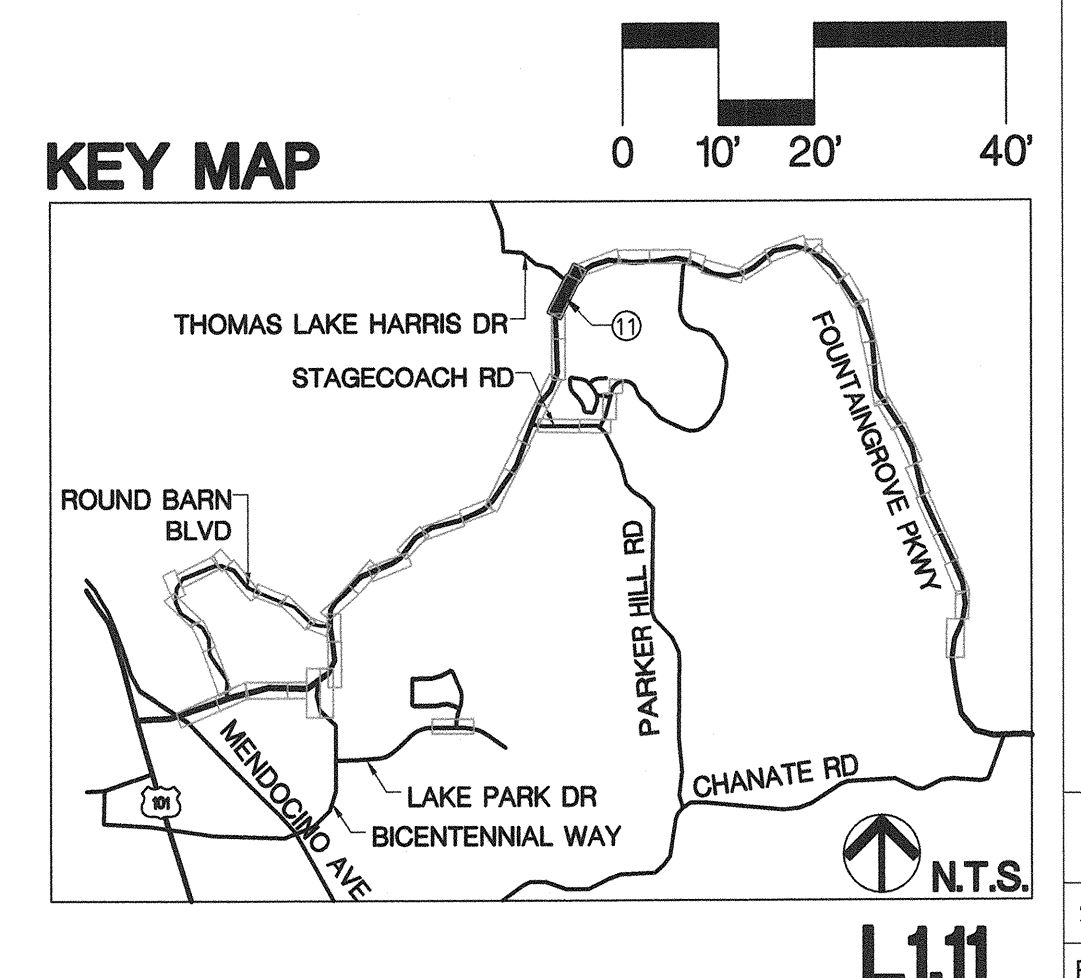 0 10' 20' 40'
KEY MAP
THOMAS LAKE HARRIS DR
11
STAGECOACH RD
FOUNTAINGROVE PKWY
ROUND BARN
BLVD
PARKER HILL RD
MENDOCINO AVE
CHANATE RD
LAKE PARK DR
101
BICENTENNIAL WAY
N.T.S.
L1.11